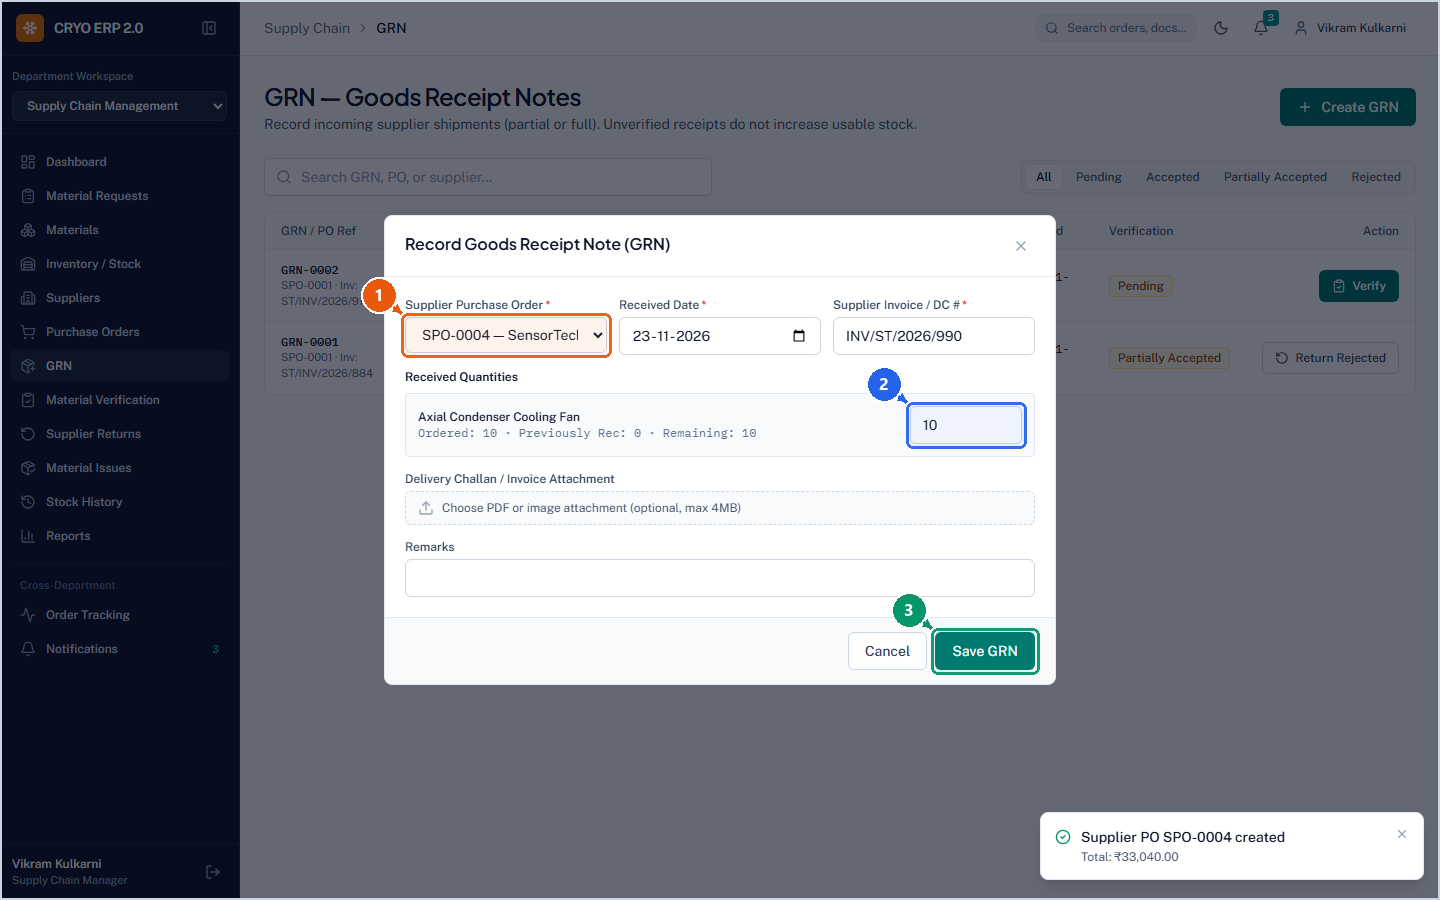 CRYO ERP 2.0
Supply Chain > GRN
Search orders, docs...
3
Vikram Kulkarni
Department Workspace
Supply Chain Management
Dashboard
Material Requests
Materials
Inventory / Stock
Suppliers
Purchase Orders
GRN
Material Verification
Supplier Returns
Material Issues
Stock History
Reports
Cross-Department
Order Tracking
Notifications 3
Vikram Kulkarni
Supply Chain Manager
GRN — Goods Receipt Notes
Record incoming supplier shipments (partial or full). Unverified receipts do not increase usable stock.
+ Create GRN
Search GRN, PO, or supplier...
All Pending Accepted Partially Accepted Rejected
GRN / PO Ref
Verification
Action
GRN-0002
SPO-0001 · Inv:
Pending
Verify
GRN-0001
SPO-0001 · Inv:
ST/INV/2026/884
Partially Accepted
Return Rejected
Record Goods Receipt Note (GRN)
1
Supplier Purchase Order * Received Date * Supplier Invoice / DC # *
SPO-0004 — SensorTecl 23-11-2026 INV/ST/2026/990
Received Quantities
2
Axial Condenser Cooling Fan
Ordered: 10 · Previously Rec: 0 · Remaining: 10
10
Delivery Challan / Invoice Attachment
Choose PDF or image attachment (optional, max 4MB)
Remarks
3
Cancel Save GRN
Supplier PO SPO-0004 created
Total: ₹33,040.00